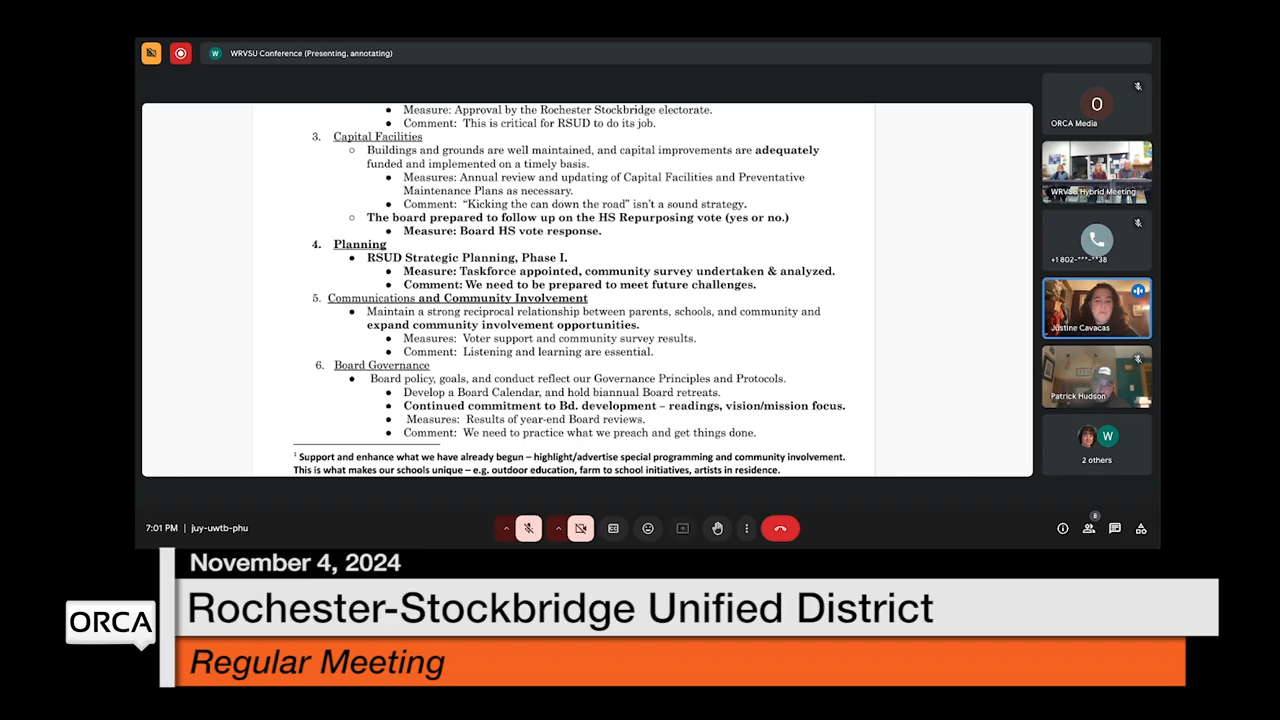 WRVSU Conference (Presenting, annotating)
W
● Measure: Approval by the Rochester Stockbridge electorate.
● Comment: This is critical for RSUD to do its job.
3. Capital Facilities
○ Buildings and grounds are well maintained, and capital improvements are adequately
funded and implemented on a timely basis.
● Measures: Annual review and updating of Capital Facilities and Preventative
Maintenance Plans as necessary.
● Comment: “Kicking the can down the road” isn’t a sound strategy.
○ The board prepared to follow up on the HS Repurposing vote (yes or no.)
● Measure: Board HS vote response.
4. Planning
● RSUD Strategic Planning, Phase I.
● Measure: Taskforce appointed, community survey undertaken & analyzed.
● Comment: We need to be prepared to meet future challenges.
5. Communications and Community Involvement
● Maintain a strong reciprocal relationship between parents, schools, and community and
expand community involvement opportunities.
● Measures: Voter support and community survey results.
● Comment: Listening and learning are essential.
6. Board Governance
● Board policy, goals, and conduct reflect our Governance Principles and Protocols.
● Develop a Board Calendar, and hold biannual Board retreats.
● Continued commitment to Bd. development – readings, vision/mission focus.
● Measures: Results of year-end Board reviews.
● Comment: We need to practice what we preach and get things done.
1 Support and enhance what we have already begun – highlight/advertise special programming and community involvement.
This is what makes our schools unique – e.g. outdoor education, farm to school initiatives, artists in residence.
O
ORCA Media
WRVSU Hybrid Meeting
+1 802-***-**38
Justine Cavacas
Patrick Hudson
W
2 others
7:01 PM | juy-uwtb-phu
8
November 4, 2024
ORCA
Rochester-Stockbridge Unified District
Regular Meeting